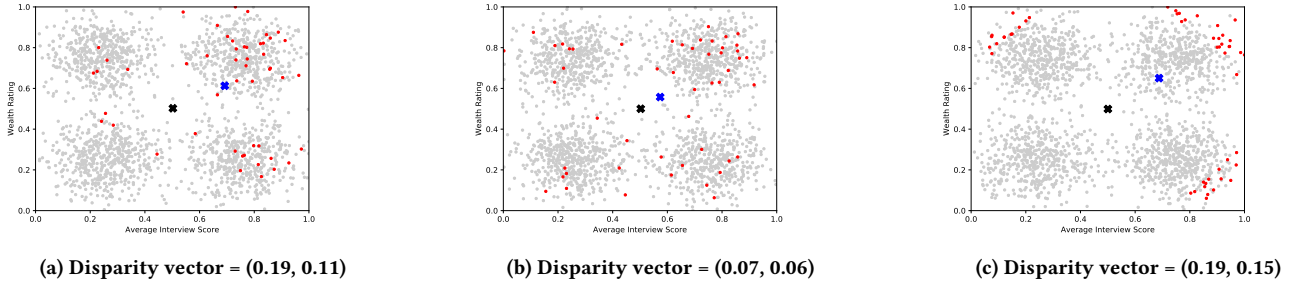 1.0
0.8
0.6
0.4
0.2
0.0
Wealth Rating
0.0 0.2 0.4 0.6 0.8 1.0
Average Interview Score
(a) Disparity vector = (0.19, 0.11)
1.0
0.8
0.6
0.4
0.2
0.0
Wealth Rating
0.0 0.2 0.4 0.6 0.8 1.0
Average Interview Score
(b) Disparity vector = (0.07, 0.06)
1.0
0.8
0.6
0.4
0.2
0.0
Wealth Rating
0.0 0.2 0.4 0.6 0.8 1.0
Average Interview Score
(c) Disparity vector = (0.19, 0.15)